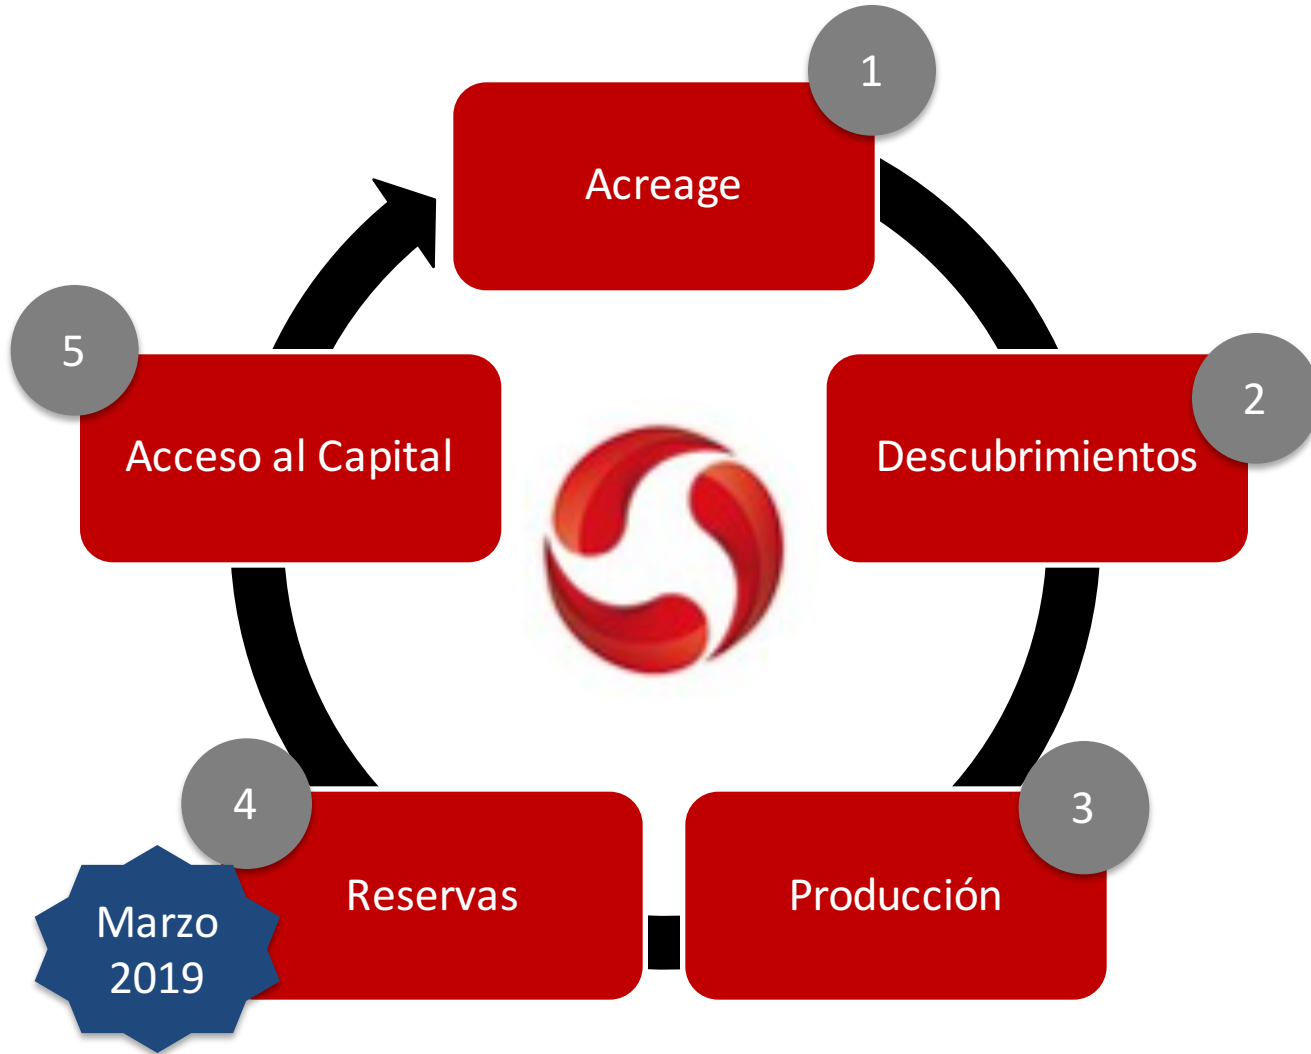 1
Acreage
2
Descubrimientos
3
Producción
4
Reservas
Marzo
2019
5
Acceso al Capital